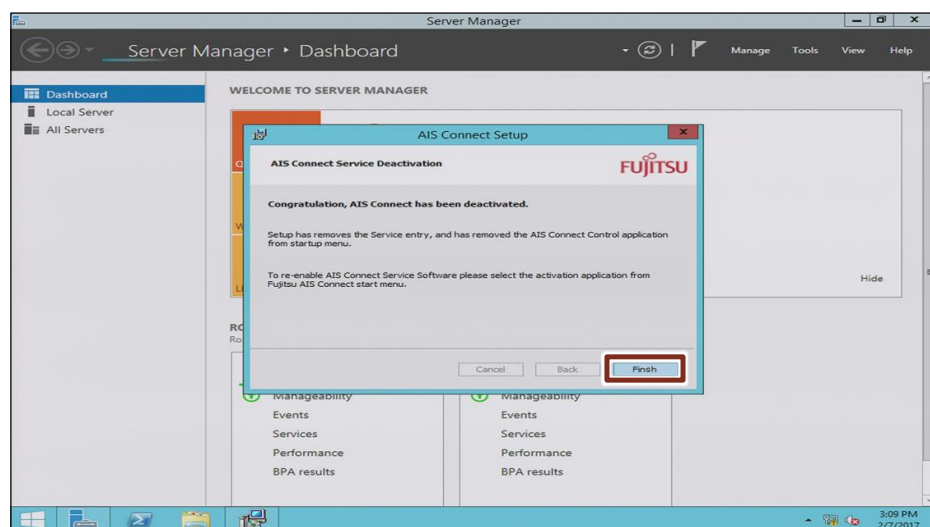 Server Manager
Server Manager ‣ Dashboard
Manage Tools View Help
Dashboard
Local Server
All Servers
WELCOME TO SERVER MANAGER
AIS Connect Setup
AIS Connect Service Deactivation
FUJITSU
Congratulation, AIS Connect has been deactivated.
Setup has removes the Service entry, and has removed the AIS Connect Control application
from startup menu.
To re-enable AIS Connect Service Software please select the activation application from
Fujitsu AIS Connect start menu.
Hide
Cancel Back Finsh
Manageability Manageability
Events Events
Services Services
Performance Performance
BPA results BPA results
3:09 PM
2/7/2017